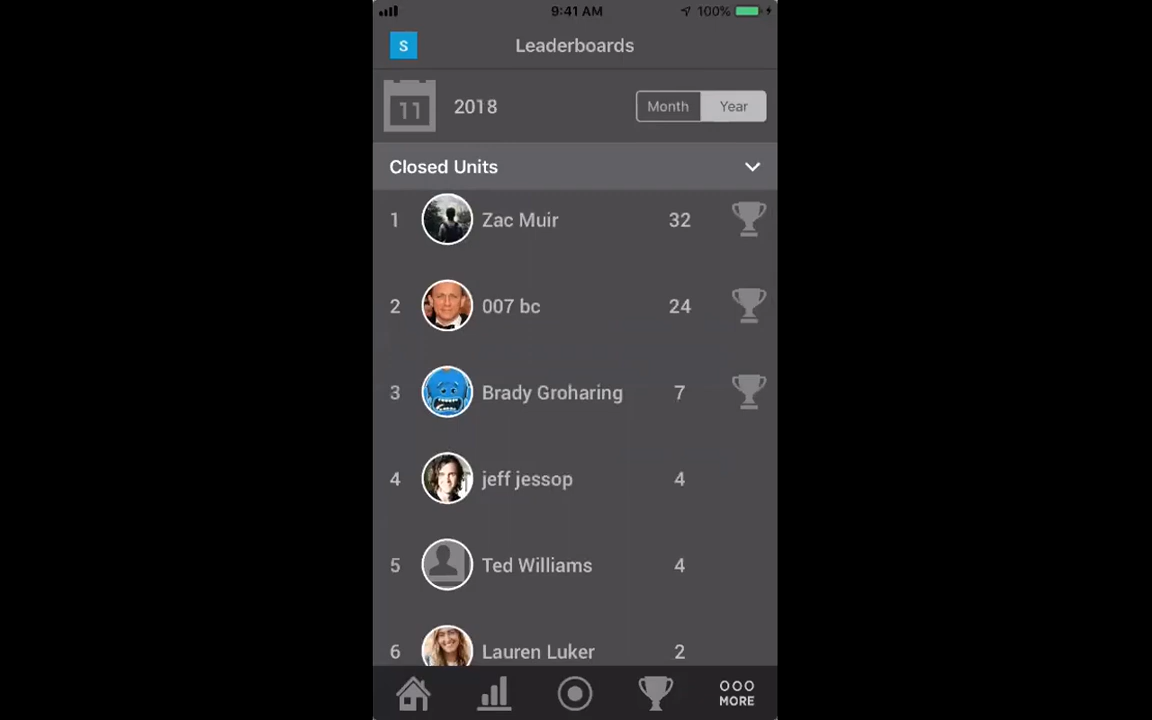 9:41 AM 100%
S Leaderboards
11 2018 Month Year
Closed Units
1 Zac Muir 32
2 007 bc 24
3 Brady Groharing 7
4 jeff jessop 4
5 Ted Williams 4
6 Lauren Luker 2
MORE